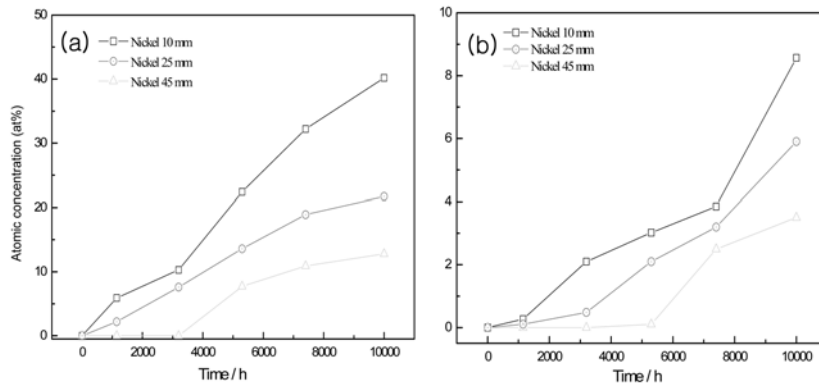 (a)
Nickel 10 mm
Nickel 25 mm
Nickel 45 mm
50
40
30
20
10
0
Atomic concentration (at%)
0 2000 4000 6000 8000 10000
Time / h
(b)
Nickel 10 mm
Nickel 25 mm
Nickel 45 mm
10
8
6
4
2
0
0 2000 4000 6000 8000 10000
Time / h